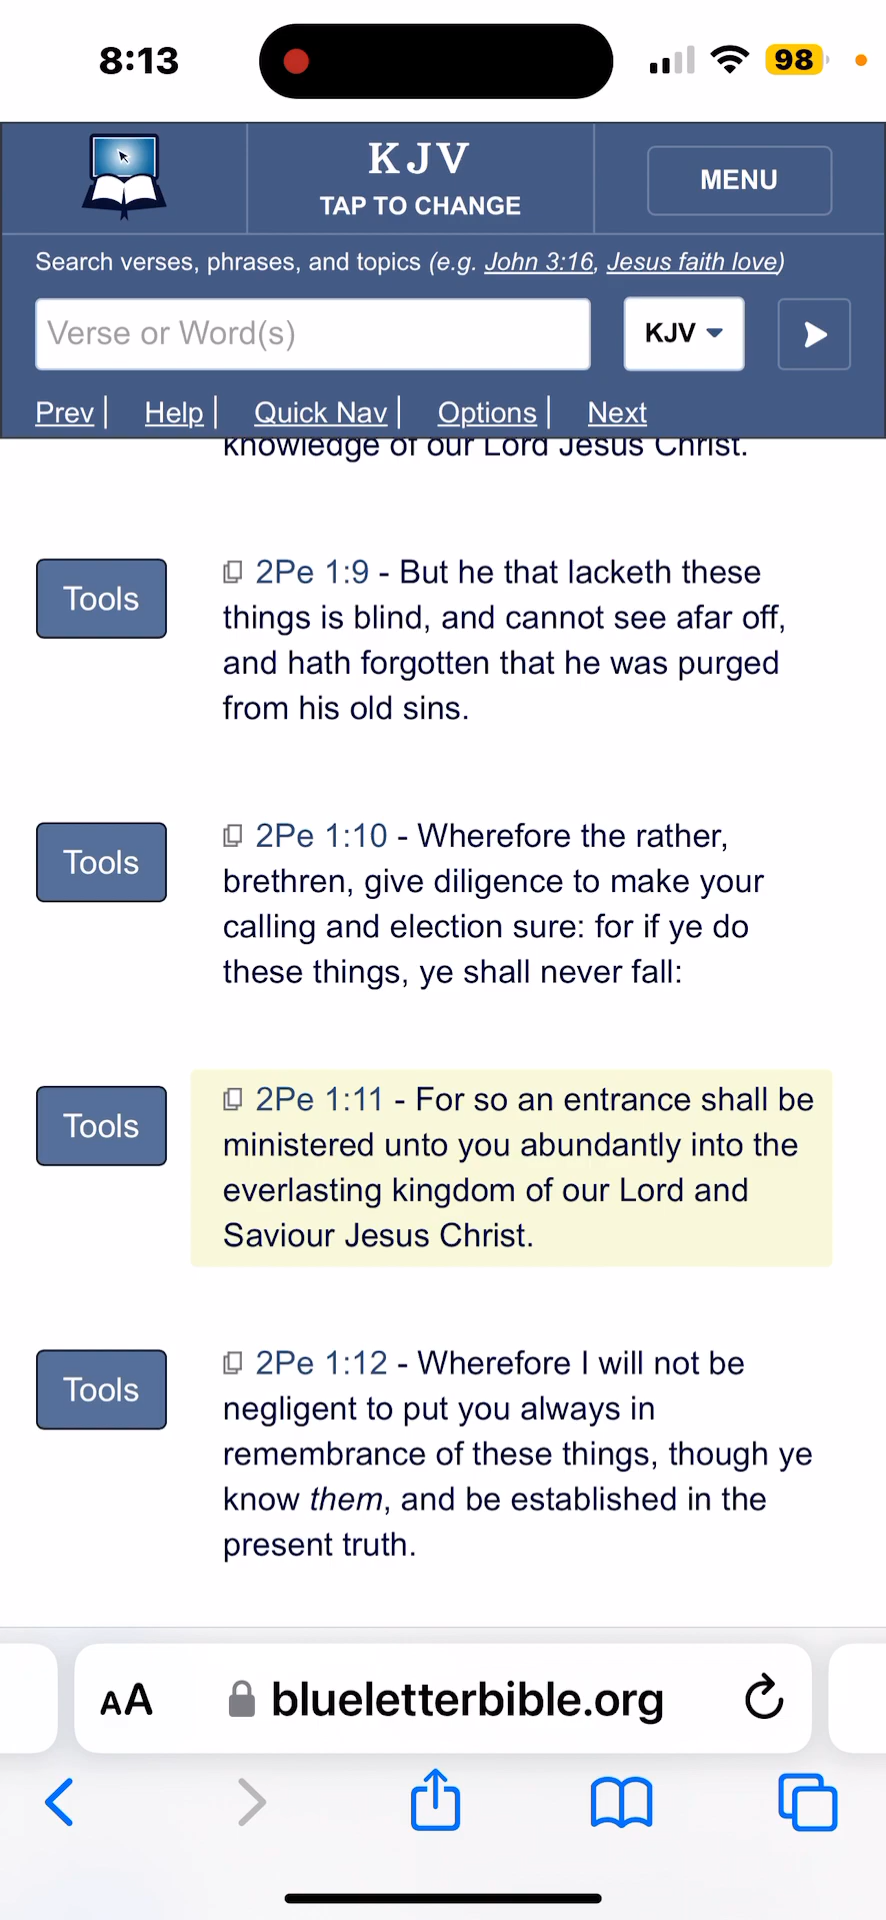 8:13
98
KJV
TAP TO CHANGE
MENU
Search verses, phrases, and topics (e.g. John 3:16, Jesus faith love)
Verse or Word(s)
KJV
Prev | Help | Quick Nav | Options | Next
knowledge of our Lord Jesus Christ.
Tools
2Pe 1:9 - But he that lacketh these
things is blind, and cannot see afar off,
and hath forgotten that he was purged
from his old sins.
Tools
2Pe 1:10 - Wherefore the rather,
brethren, give diligence to make your
calling and election sure: for if ye do
these things, ye shall never fall:
Tools
2Pe 1:11 - For so an entrance shall be
ministered unto you abundantly into the
everlasting kingdom of our Lord and
Saviour Jesus Christ.
Tools
2Pe 1:12 - Wherefore I will not be
negligent to put you always in
remembrance of these things, though ye
know them, and be established in the
present truth.
AA
blueletterbible.org